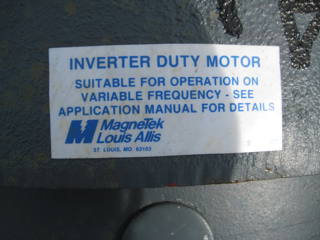 INVERTER DUTY MOTOR
SUITABLE FOR OPERATION ON
VARIABLE FREQUENCY - SEE
APPLICATION MANUAL FOR DETAILS
MagneTek
Louis Allis
ST. LOUIS, MO 63103